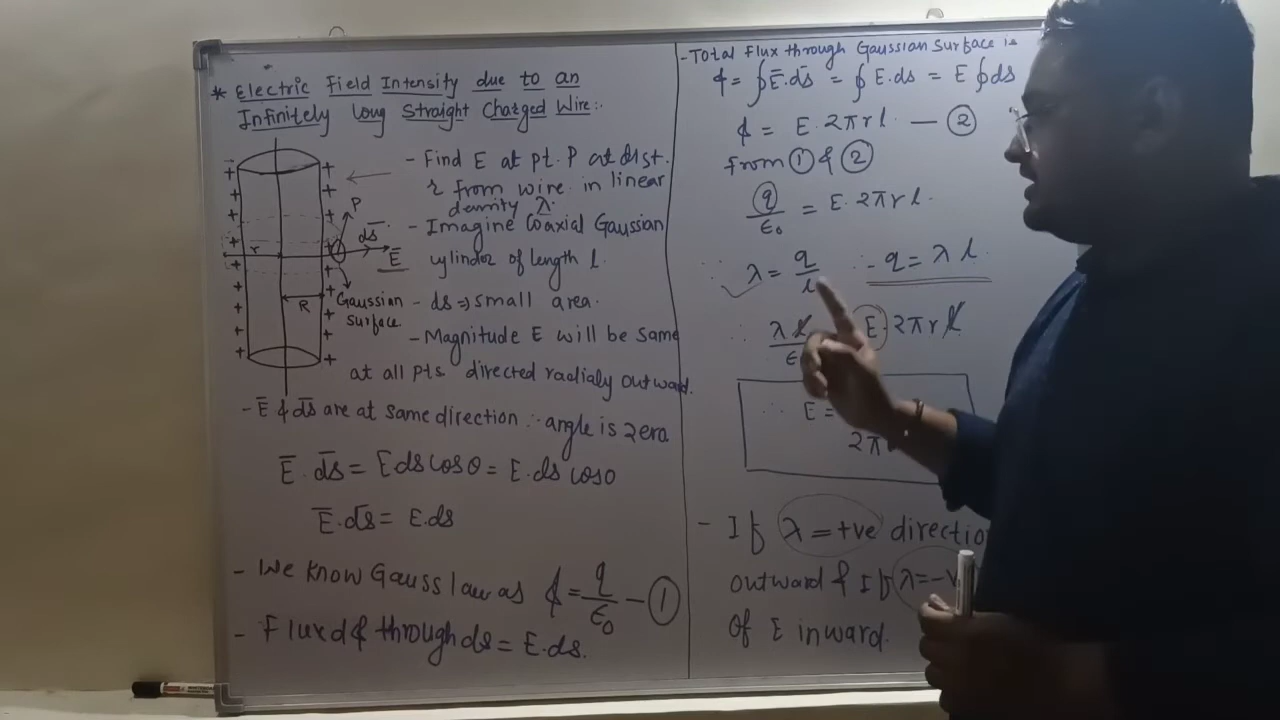 * Electric Field Intensity due to an
Infinitely long Straight Charged Wire:-
- Find E at pt. P at dist.
r from wire in linear
density λ.
- Imagine Coaxial Gaussian
cylinder of length l.
- ds ⇒ small area.
- Magnitude E will be same
at all pts directed radialy outward.
P
ds
E
r
R
Gaussian
surface
- E̅ & d̅s̅ are at same direction ∴ angle is zero
E̅. d̅s̅ = E ds cos θ = E. ds cos 0
E̅. d̅s̅ = E.ds
- We know Gauss law as ϕ = q/ε₀ — ①
- Flux dϕ through ds = E.ds.
- Total Flux through Gaussian Surface is
ϕ = ∮E̅.d̅s̅ = ∮ E.ds = E ∮ds
ϕ = E. 2πrl. — ②
from ① & ②
q/ε₀ = E. 2πrl.
∴ λ = q/l ∴ q = λ l
∴ λl E. 2πrl
∴ E =
2π
- If λ = +ve direction
outward & If λ = -v
of E inward.